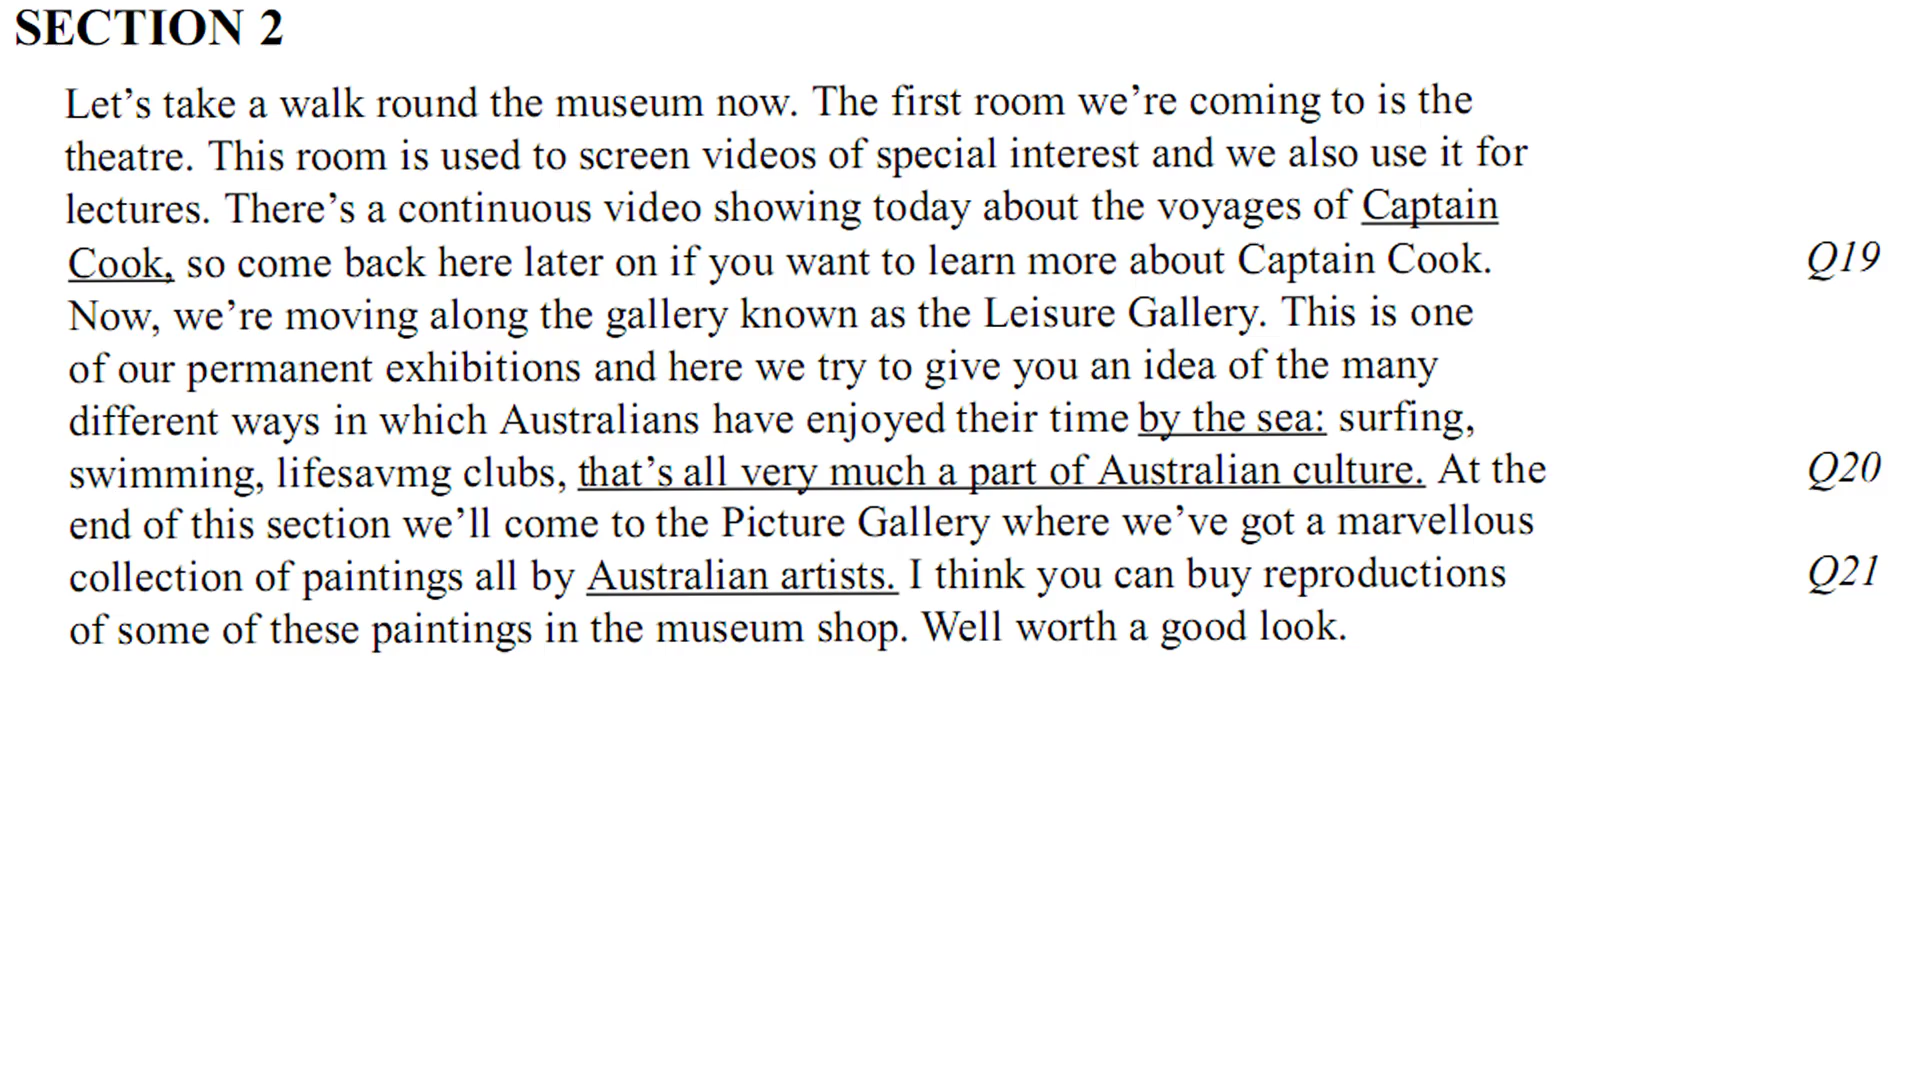 SECTION 2
Let’s take a walk round the museum now. The first room we’re coming to is the
theatre. This room is used to screen videos of special interest and we also use it for
lectures. There’s a continuous video showing today about the voyages of Captain
Cook, so come back here later on if you want to learn more about Captain Cook. Q19
Now, we’re moving along the gallery known as the Leisure Gallery. This is one
of our permanent exhibitions and here we try to give you an idea of the many
different ways in which Australians have enjoyed their time by the sea: surfing,
swimming, lifesavmg clubs, that’s all very much a part of Australian culture. At the Q20
end of this section we’ll come to the Picture Gallery where we’ve got a marvellous
collection of paintings all by Australian artists. I think you can buy reproductions Q21
of some of these paintings in the museum shop. Well worth a good look.